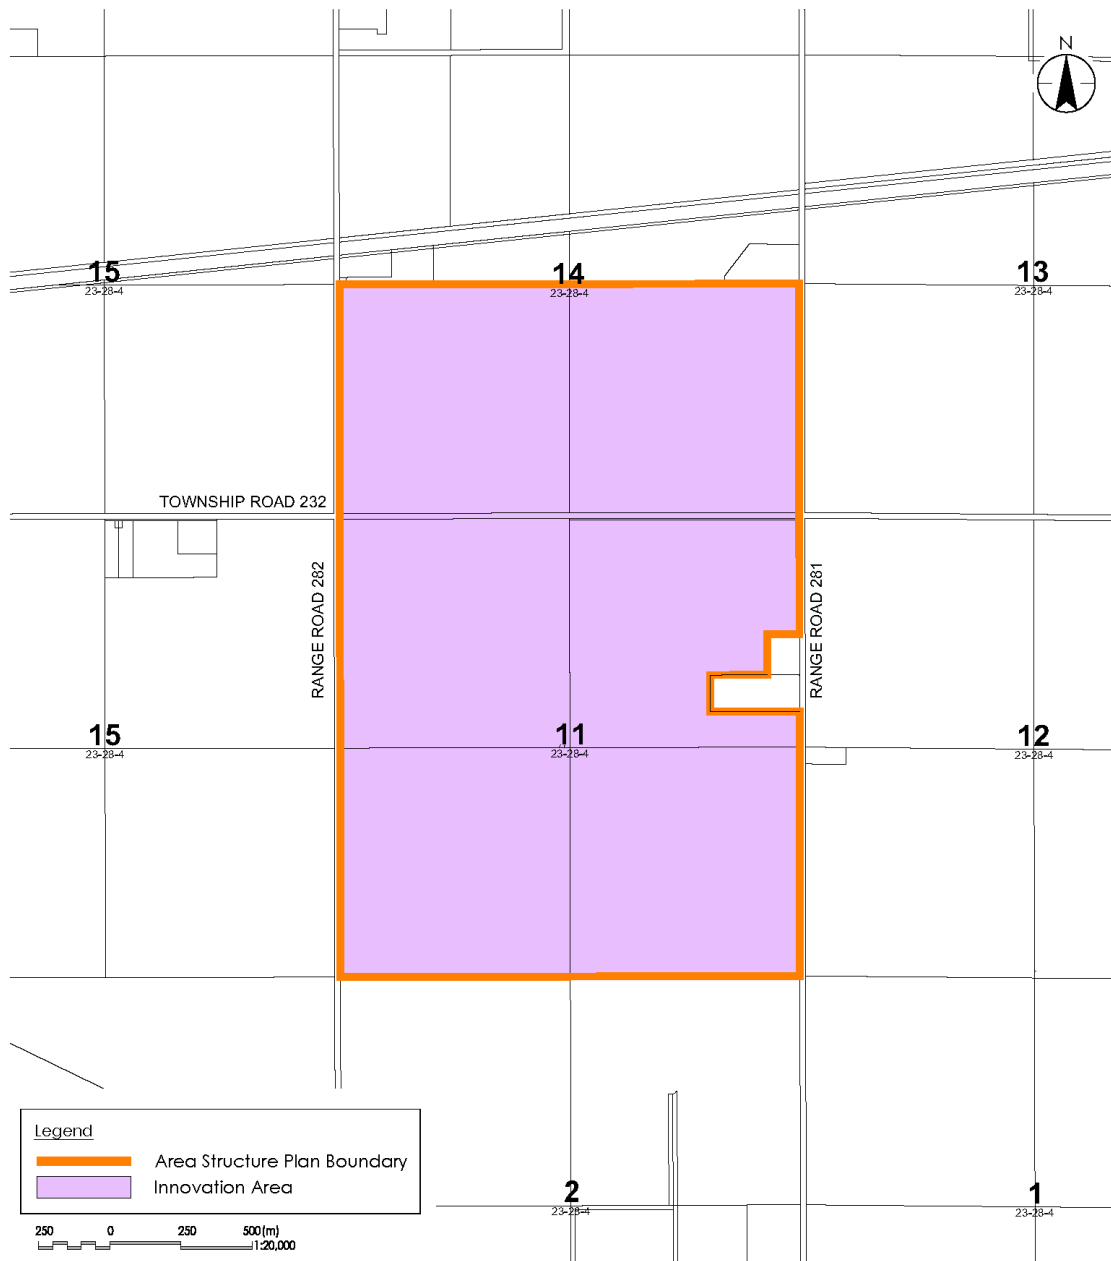 N
15
23-28-4
14
23-28-4
13
23-28-4
TOWNSHIP ROAD 232
RANGE ROAD 282
RANGE ROAD 281
15
23-28-4
11
23-28-4
12
23-28-4
Legend
Area Structure Plan Boundary
Innovation Area
2
23-28-4
1
23-28-4
250 0 250 500(m)
1:20,000